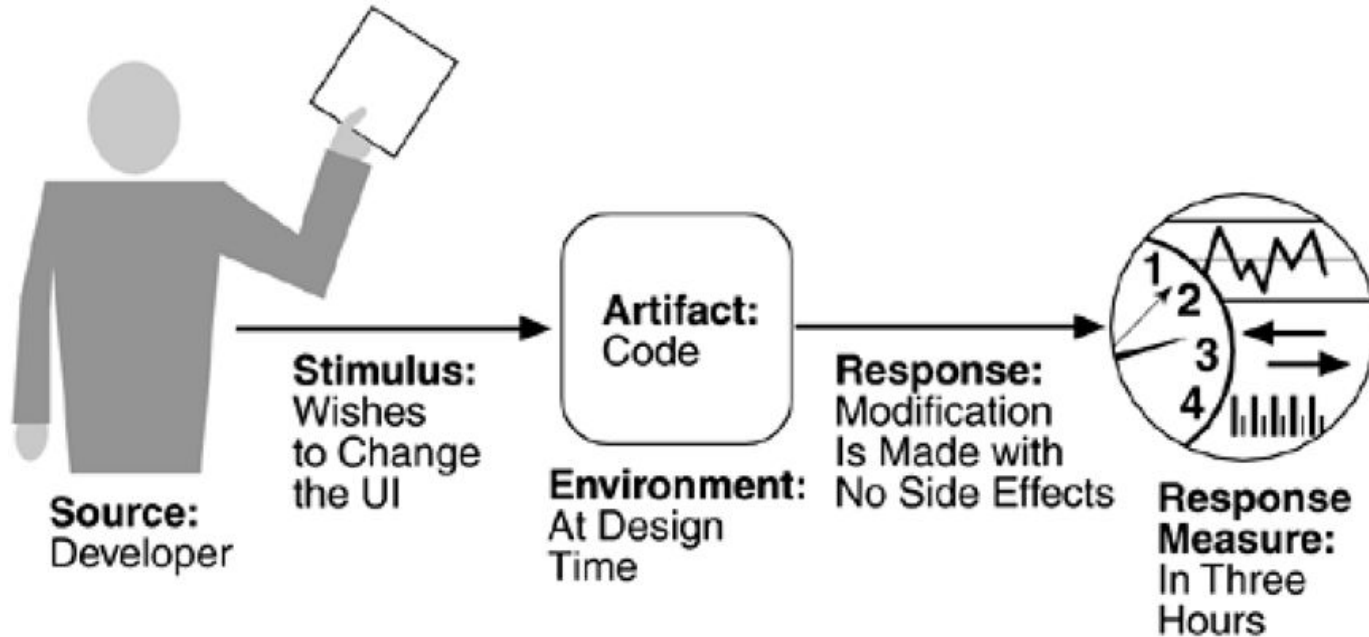 Source:
Developer
Stimulus:
Wishes
to Change
the UI
Artifact:
Code
Environment:
At Design
Time
Response:
Modification
Is Made with
No Side Effects
1
2
3
4
Response
Measure:
In Three
Hours